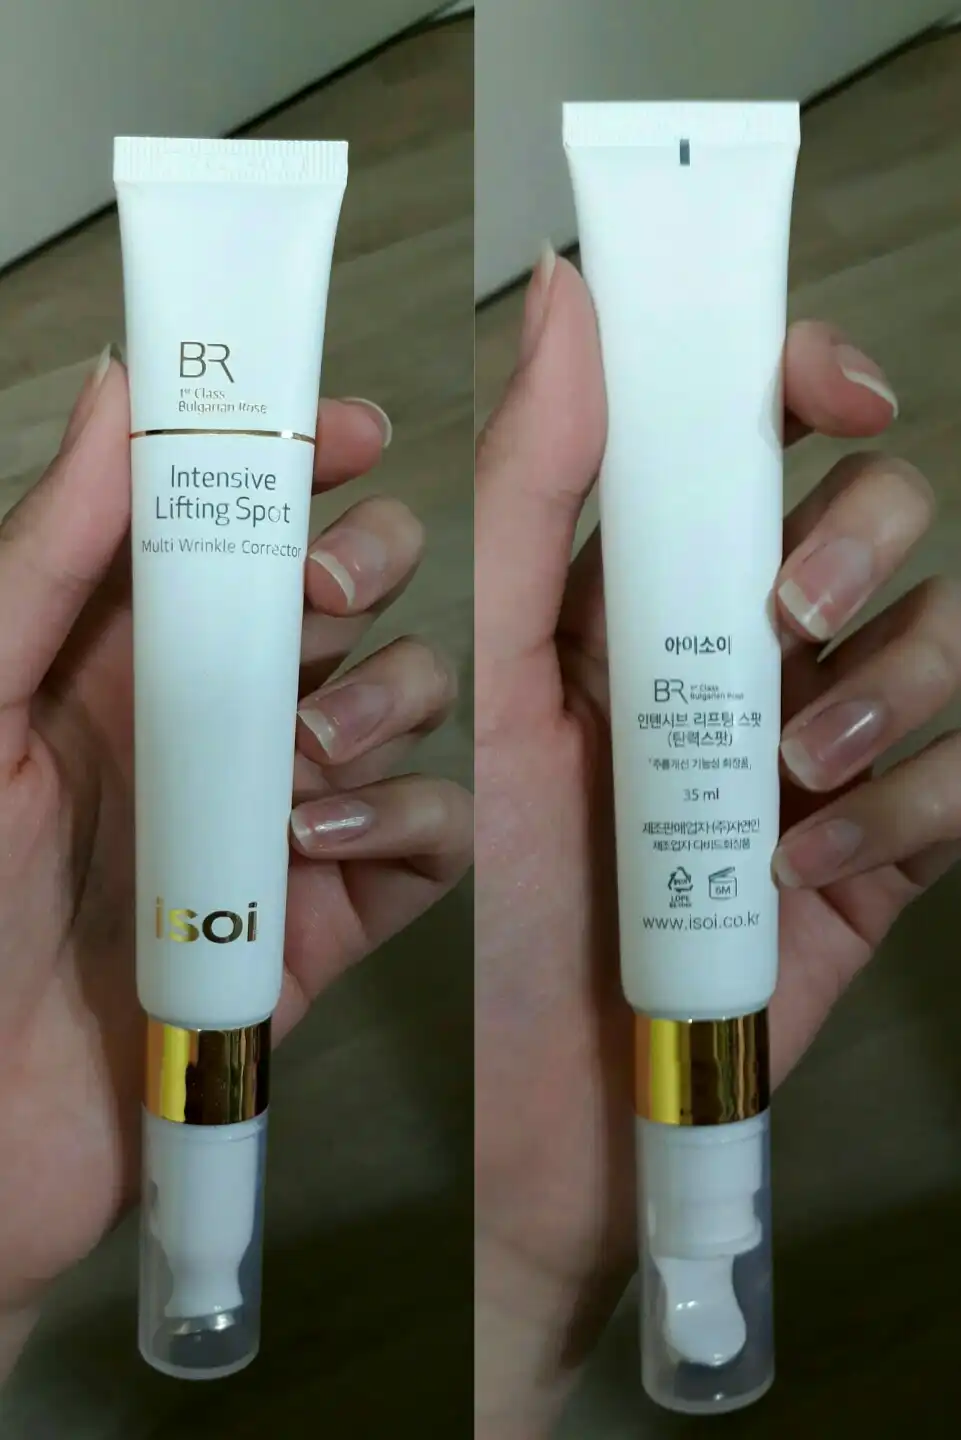 BR
1st Class
Bulgarian Rose
Intensive
Lifting Spot
Multi Wrinkle Corrector
isoi
아이소이
BR 1st Class
Bulgarian Rose
인텐시브 리프팅 스팟
(탄력스팟)
「주름개선 기능성 화장품」
35 ml
제조판매업자 (주)자연인
제조업자 다비드화장품
LDPE
6M
www.isoi.co.kr